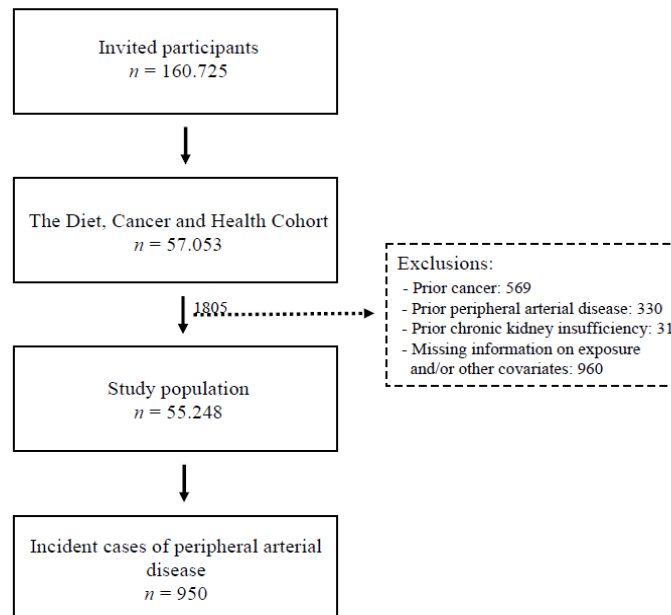 Invited participants
n = 160.725
The Diet, Cancer and Health Cohort
n = 57.053
1805
Exclusions:
- Prior cancer: 569
- Prior peripheral arterial disease: 330
- Prior chronic kidney insufficiency: 31
- Missing information on exposure
and/or other covariates: 960
Study population
n = 55.248
Incident cases of peripheral arterial
disease
n = 950